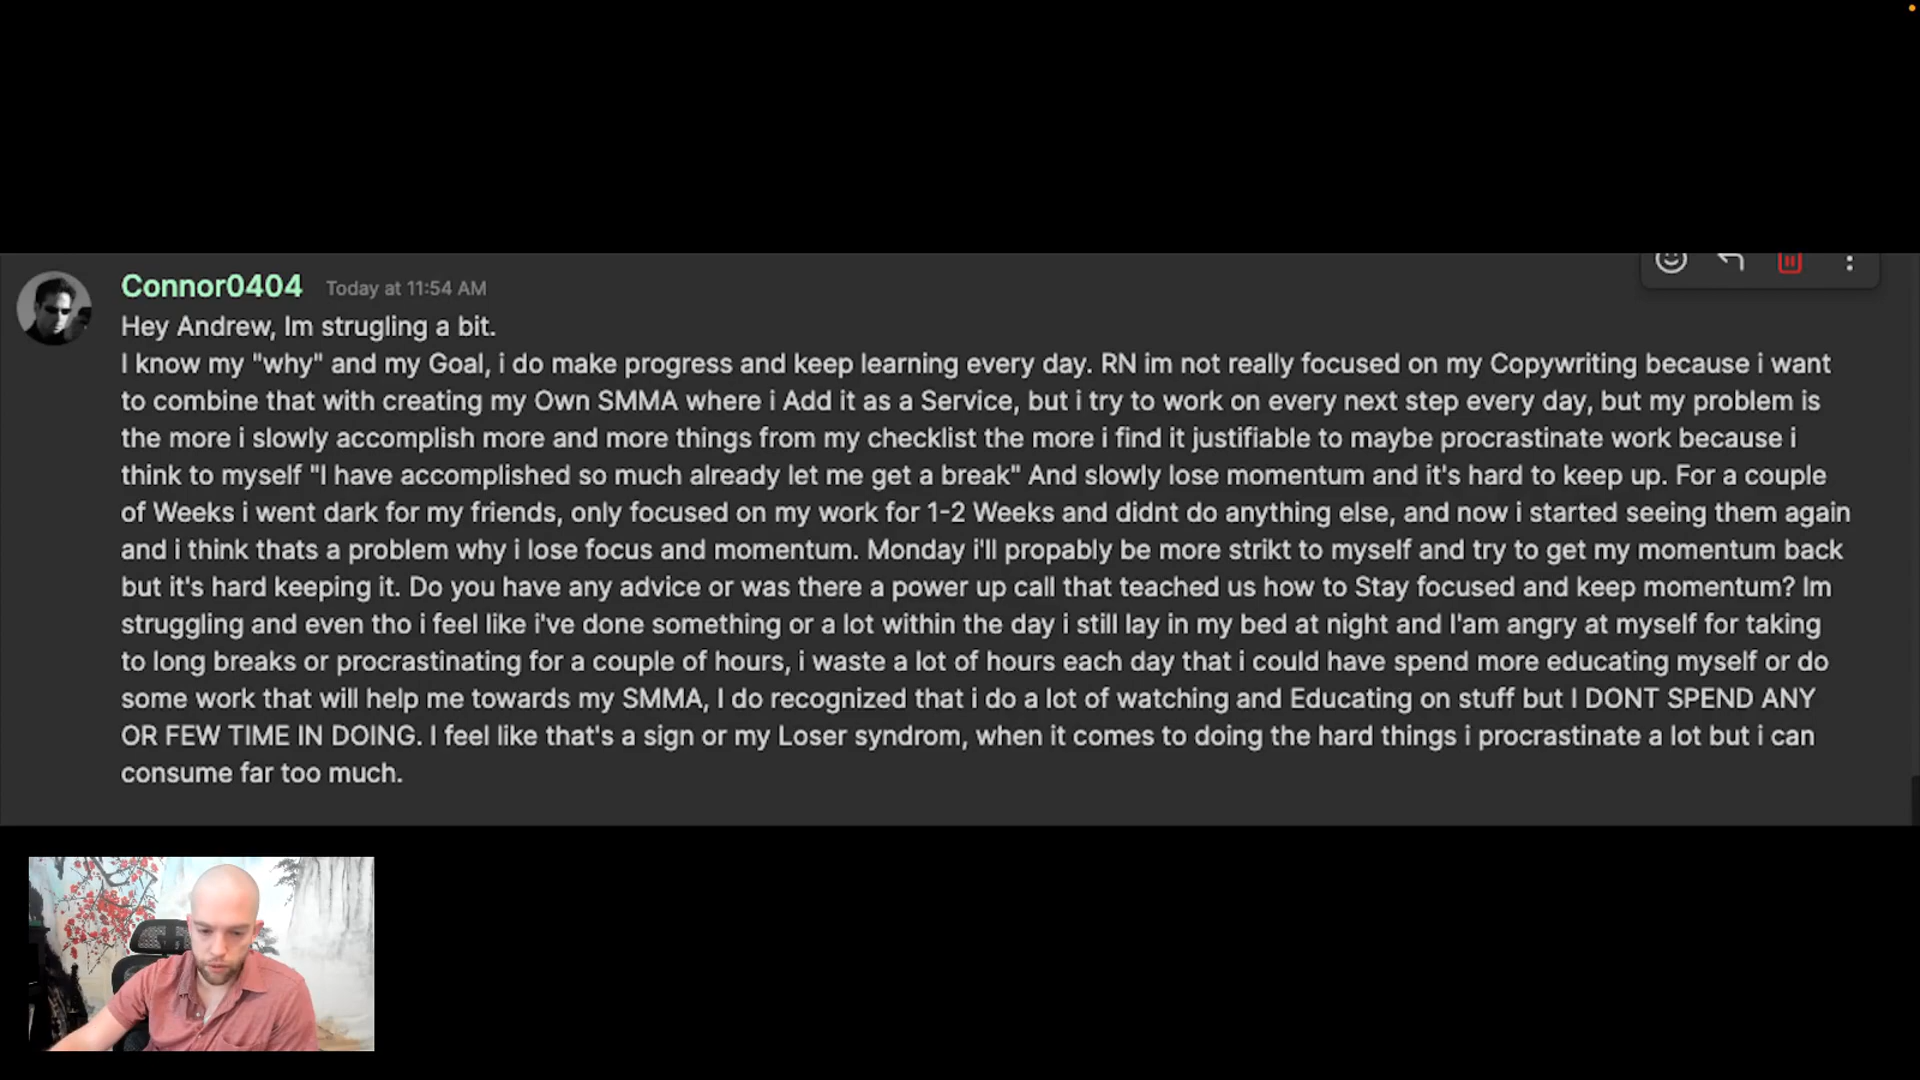 Connor0404 Today at 11:54 AM
Hey Andrew, Im strugling a bit.
I know my "why" and my Goal, i do make progress and keep learning every day. RN im not really focused on my Copywriting because i want
to combine that with creating my Own SMMA where i Add it as a Service, but i try to work on every next step every day, but my problem is
the more i slowly accomplish more and more things from my checklist the more i find it justifiable to maybe procrastinate work because i
think to myself "I have accomplished so much already let me get a break" And slowly lose momentum and it's hard to keep up. For a couple
of Weeks i went dark for my friends, only focused on my work for 1-2 Weeks and didnt do anything else, and now i started seeing them again
and i think thats a problem why i lose focus and momentum. Monday i'll propably be more strikt to myself and try to get my momentum back
but it's hard keeping it. Do you have any advice or was there a power up call that teached us how to Stay focused and keep momentum? Im
struggling and even tho i feel like i've done something or a lot within the day i still lay in my bed at night and I'am angry at myself for taking
to long breaks or procrastinating for a couple of hours, i waste a lot of hours each day that i could have spend more educating myself or do
some work that will help me towards my SMMA, I do recognized that i do a lot of watching and Educating on stuff but I DONT SPEND ANY
OR FEW TIME IN DOING. I feel like that's a sign or my Loser syndrom, when it comes to doing the hard things i procrastinate a lot but i can
consume far too much.